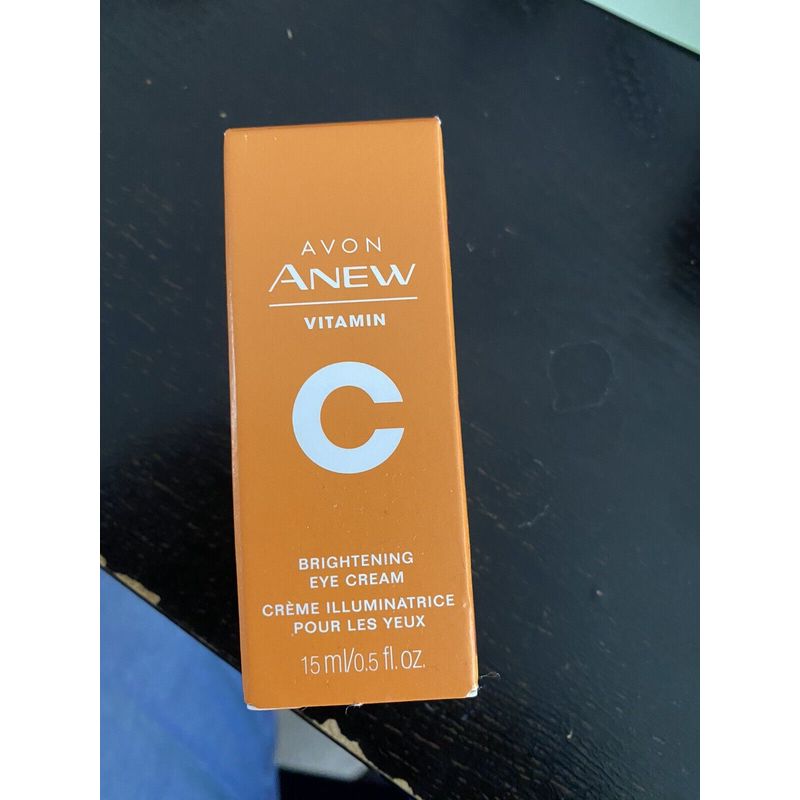 AVON
ANEW
VITAMIN
C
BRIGHTENING
EYE CREAM
CRÈME ILLUMINATRICE
POUR LES YEUX
15 ml/0.5 fl. oz.